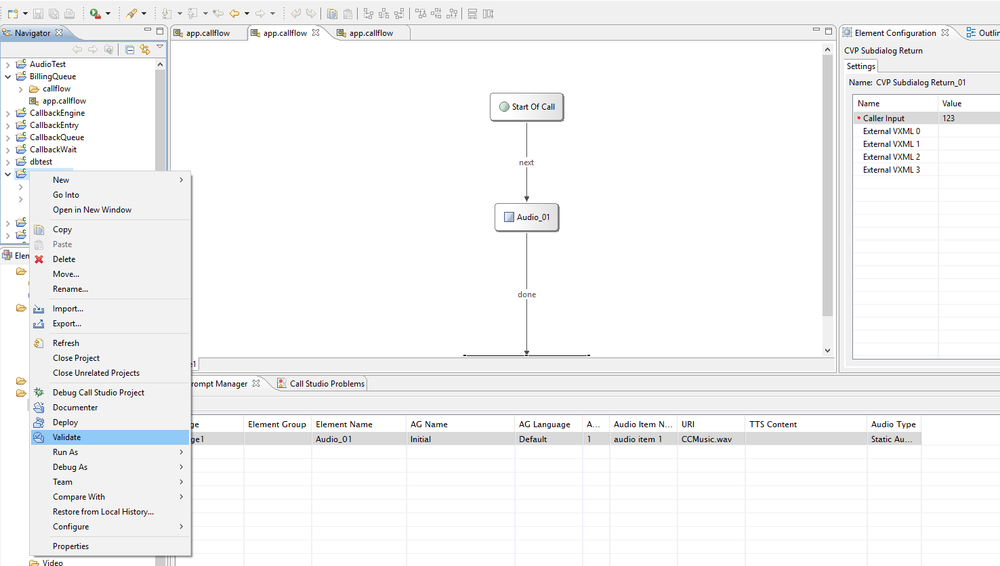 Navigator
app.callflow
app.callflow
app.callflow
Element Configuration
Outlin
AudioTest
BillingQueue
callflow
app.callflow
CallbackEngine
CallbackEntry
CallbackQueue
CallbackWait
dbtest
New
Go Into
Open in New Window
Copy
Paste
Delete
Move...
Rename...
Import...
Export...
Refresh
Close Project
Close Unrelated Projects
Debug Call Studio Project
Documenter
Deploy
Validate
Run As
Debug As
Team
Compare With
Restore from Local History...
Configure
Properties
Elen
Video
Start Of Call
next
Audio_01
done
e1
CVP Subdialog Return
Settings
Name: CVP Subdialog Return_01
Name Value
* Caller Input 123
External VXML 0
External VXML 1
External VXML 2
External VXML 3
rompt Manager
Call Studio Problems
ge Element Group Element Name AG Name AG Language A... Audio Item N... URI TTS Content Audio Type
ge1 Audio_01 Initial Default 1 audio item 1 CCMusic.wav Static Au...